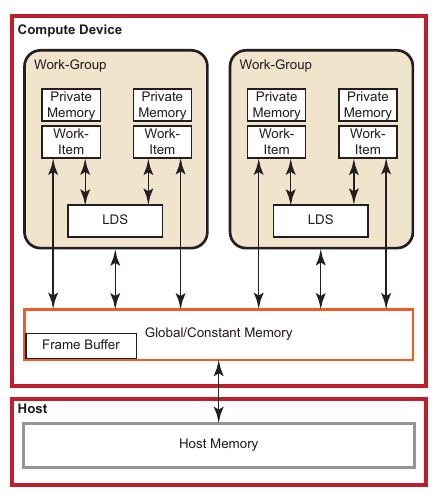 Compute Device
Work-Group
Work-Group
Private
Memory
Private
Memory
Private
Memory
Private
Memory
Work-
Item
Work-
Item
Work-
Item
Work-
Item
LDS
LDS
Global/Constant Memory
Frame Buffer
Host
Host Memory